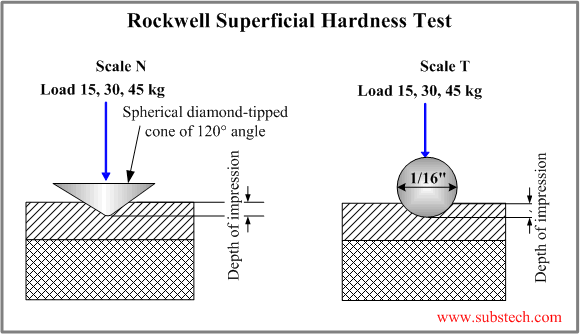 Rockwell Superficial Hardness Test
Scale N
Load 15, 30, 45 kg
Spherical diamond-tipped
cone of 120° angle
Depth of impression
Scale T
Load 15, 30, 45 kg
1/16"
Depth of impression
www.substech.com